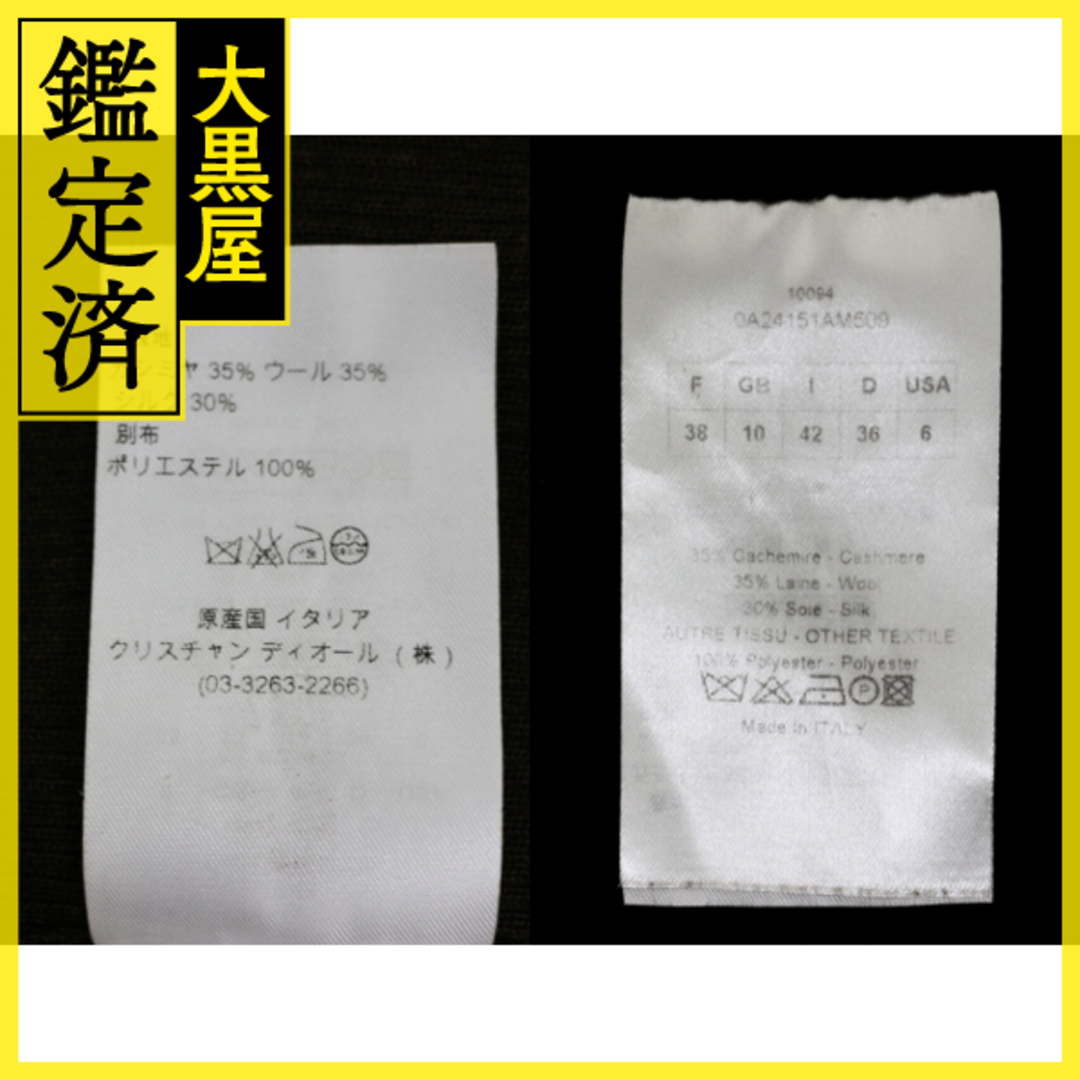 鑑定済
大黒屋
ヤ 35% ウール 35%
シルク 30%
別布
ポリエステル 100%
原産国 イタリア
クリスチャン ディオール ( 株 )
(03-3263-2266)
10094
0A24151AM609
F GB I D USA
38 10 42 36 6
35% Cachemire - Cashmere
35% Laine - Wool
30% Soie - Silk
AUTRE TISSU - OTHER TEXTILE
100% Polyester - Polyester
P
Made in ITALY